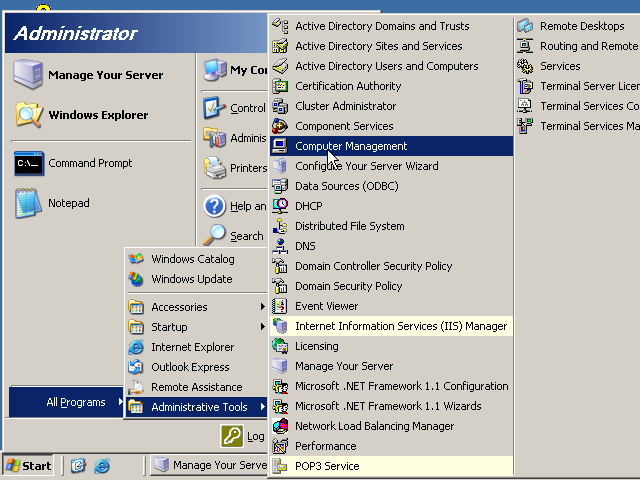 Administrator
Manage Your Server
Windows Explorer
Command Prompt
Notepad
My Co
Control
Adminis
Printers
Help an
Search
Windows Catalog
Windows Update
Accessories
Startup
Internet Explorer
Outlook Express
Remote Assistance
Administrative Tools
All Programs
Log
Active Directory Domains and Trusts
Active Directory Sites and Services
Active Directory Users and Computers
Certification Authority
Cluster Administrator
Component Services
Computer Management
Configure Your Server Wizard
Data Sources (ODBC)
DHCP
Distributed File System
DNS
Domain Controller Security Policy
Domain Security Policy
Event Viewer
Internet Information Services (IIS) Manager
Licensing
Manage Your Server
Microsoft .NET Framework 1.1 Configuration
Microsoft .NET Framework 1.1 Wizards
Network Load Balancing Manager
Performance
POP3 Service
Remote Desktops
Routing and Remote
Services
Terminal Server Licen
Terminal Services Co
Terminal Services Ma
Start
Manage Your Serve